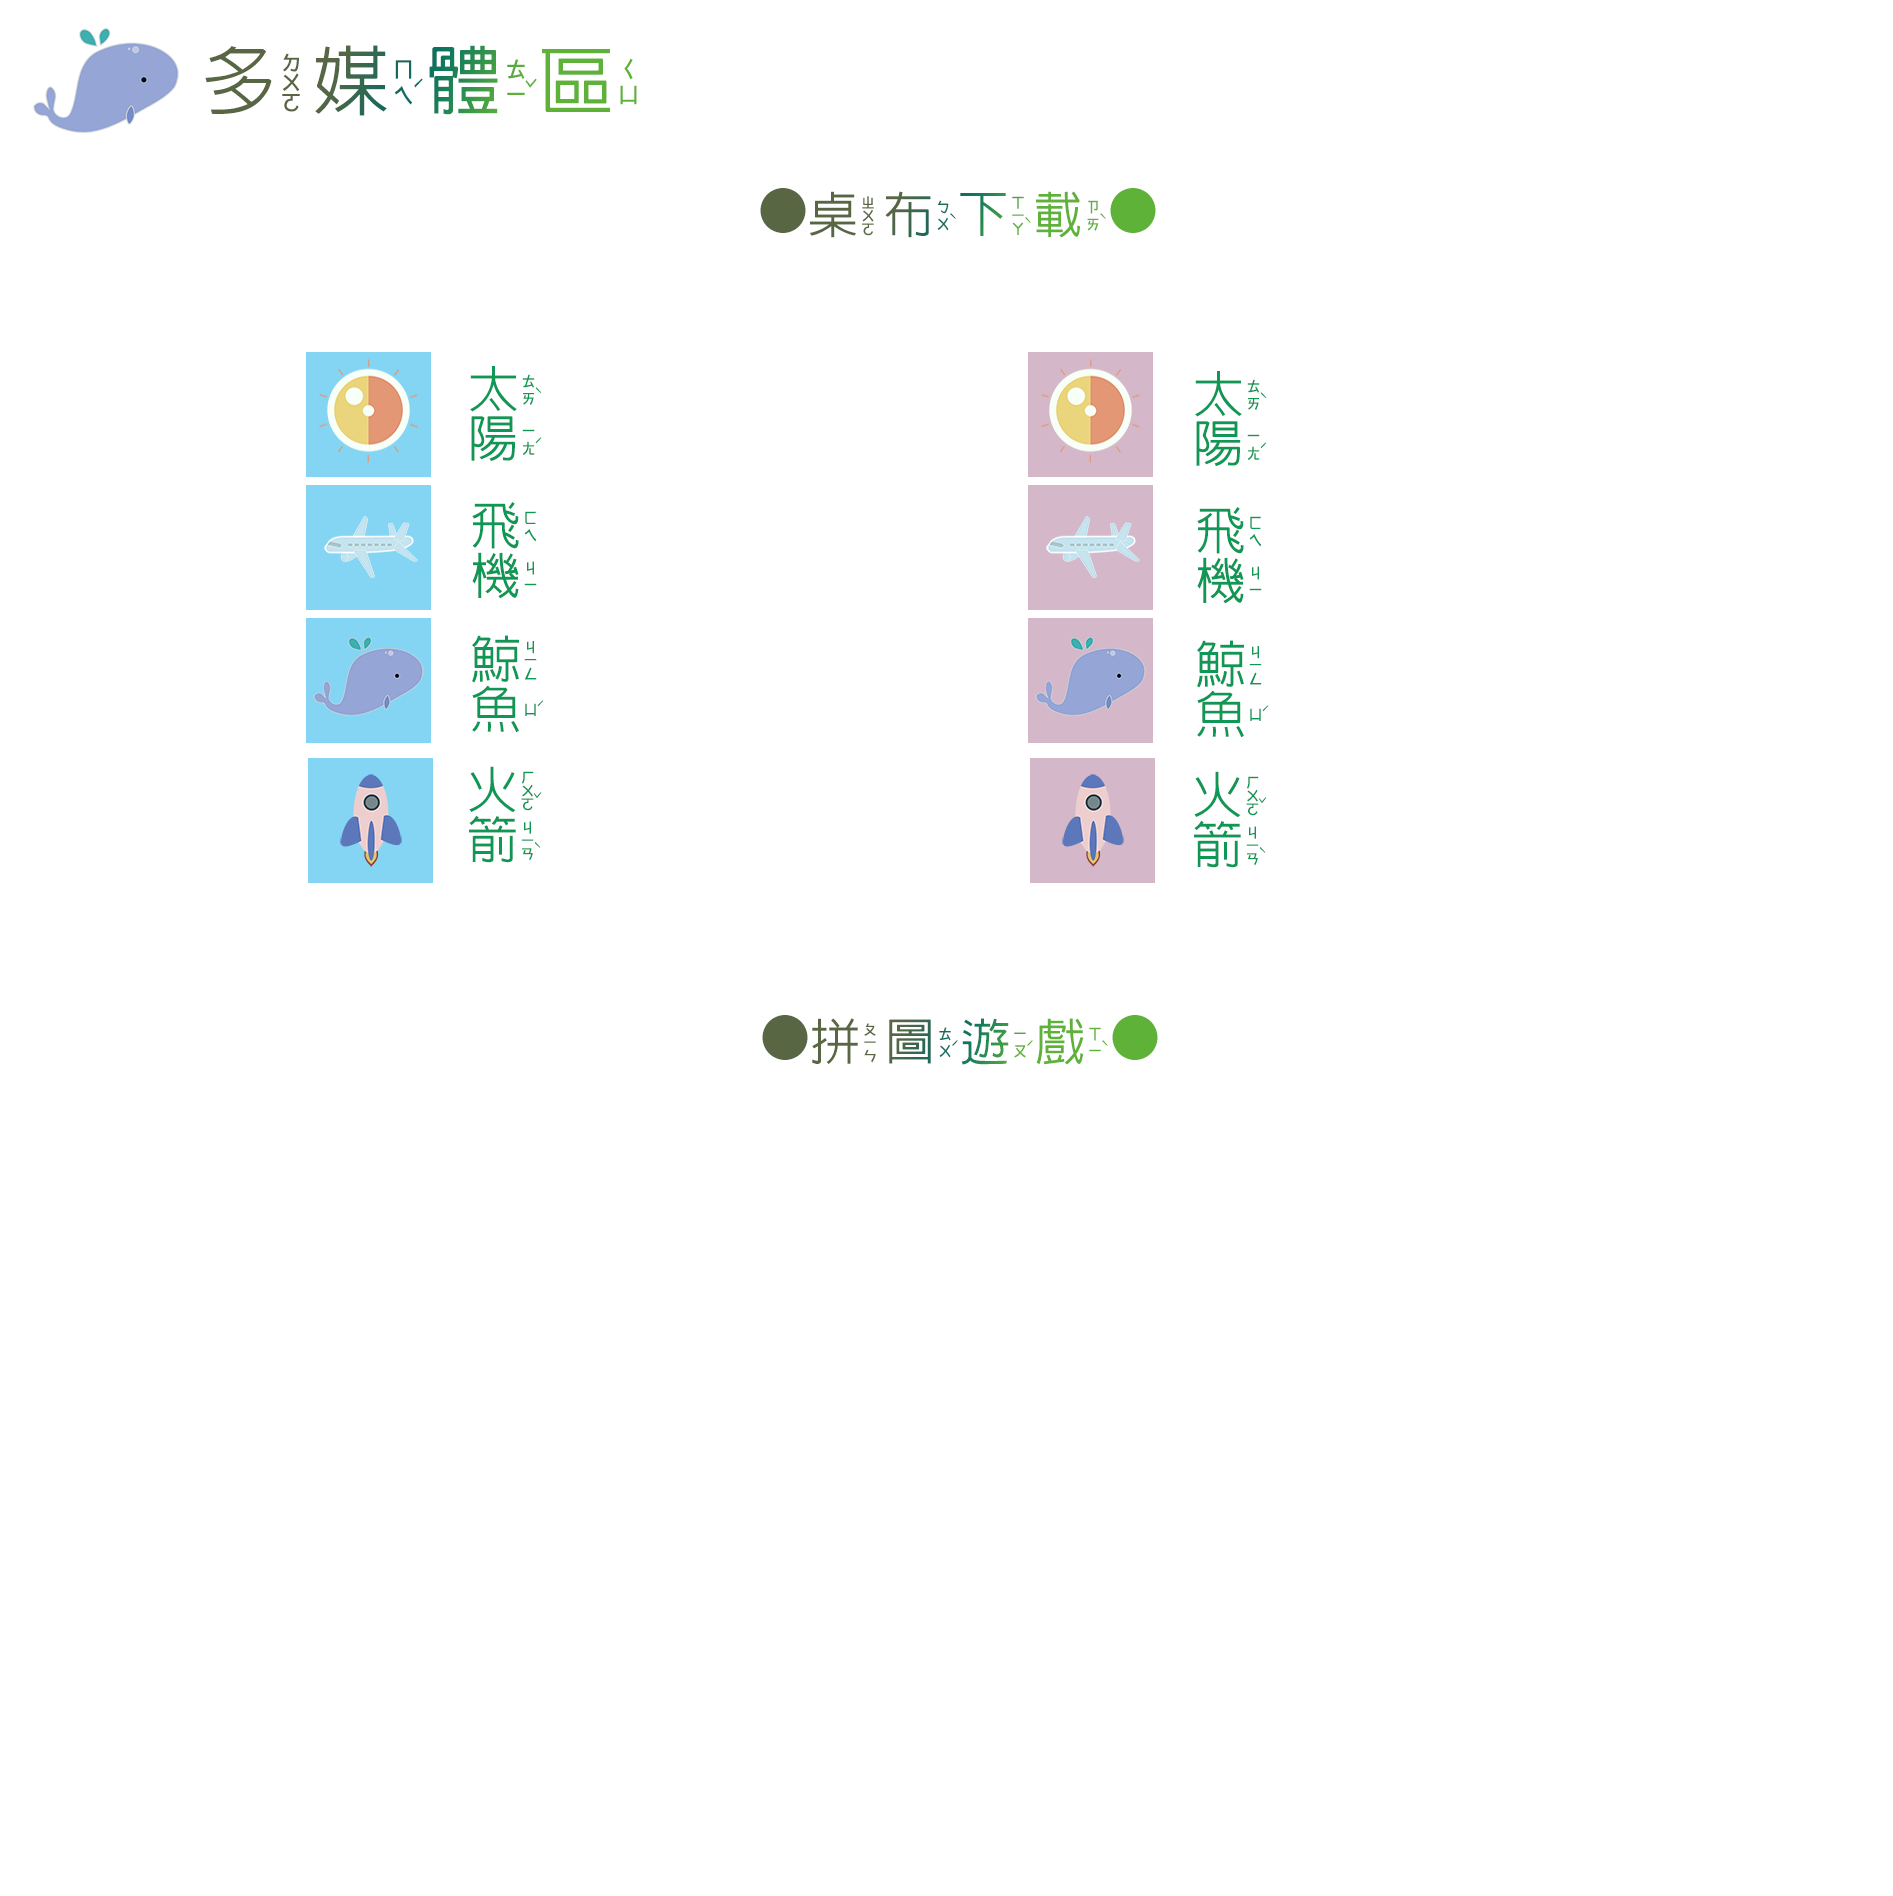 多ㄉㄨㄛ媒ㄇㄟˊ體ㄊㄧˇ區ㄑㄩ
●桌ㄓㄨㄛ布ㄅㄨˋ下ㄒㄧㄚˋ載ㄗㄞˋ●
太ㄊㄞˋ
陽ㄧㄤˊ
飛ㄈㄟ
機ㄐㄧ
鯨ㄐㄧㄥ
魚ㄩˊ
火ㄏㄨㄛˇ
箭ㄐㄧㄢˋ
太ㄊㄞˋ
陽ㄧㄤˊ
飛ㄈㄟ
機ㄐㄧ
鯨ㄐㄧㄥ
魚ㄩˊ
火ㄏㄨㄛˇ
箭ㄐㄧㄢˋ
●拼ㄆㄧㄣ圖ㄊㄨˊ遊ㄧㄡˊ戲ㄒㄧˋ●